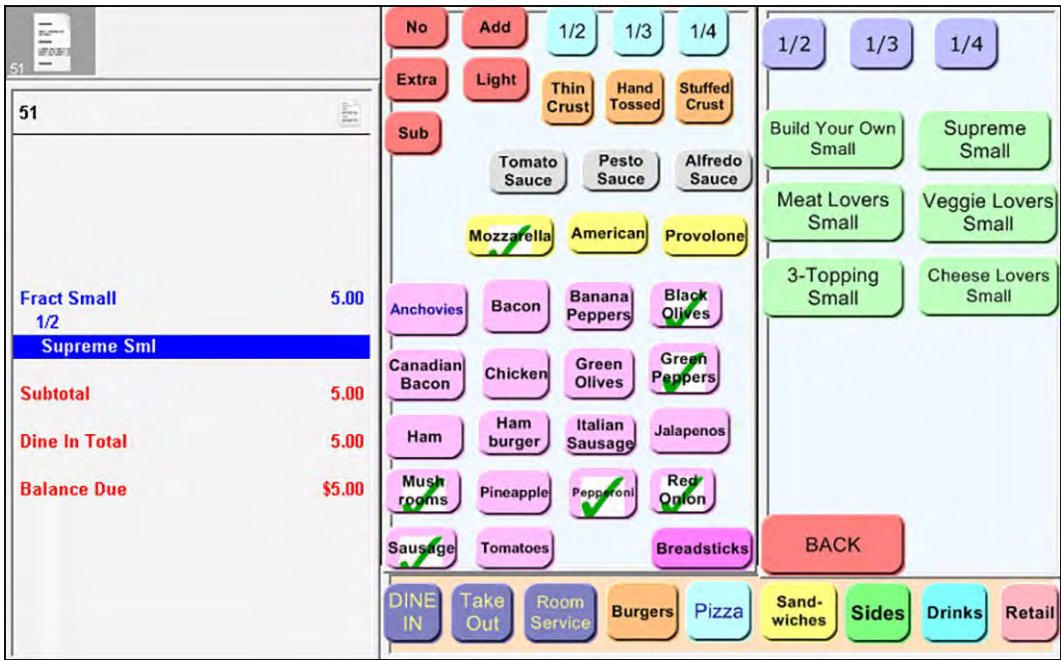 51
51
Fract Small 5.00
1/2
Supreme Sml
Subtotal 5.00
Dine In Total 5.00
Balance Due $5.00
No
Add
1/2
1/3
1/4
Extra
Light
Thin
Crust
Hand
Tossed
Stuffed
Crust
Sub
Tomato
Sauce
Pesto
Sauce
Alfredo
Sauce
Mozzarella
American
Provolone
Anchovies
Bacon
Banana
Peppers
Black
Olives
Canadian
Bacon
Chicken
Green
Olives
Green
Peppers
Ham
Ham
burger
Italian
Sausage
Jalapenos
Mush
rooms
Pineapple
Pepperoni
Red
Onion
Sausage
Tomatoes
Breadsticks
1/2
1/3
1/4
Build Your Own
Small
Supreme
Small
Meat Lovers
Small
Veggie Lovers
Small
3-Topping
Small
Cheese Lovers
Small
BACK
DINE
IN
Take
Out
Room
Service
Burgers
Pizza
Sand-
wiches
Sides
Drinks
Retail